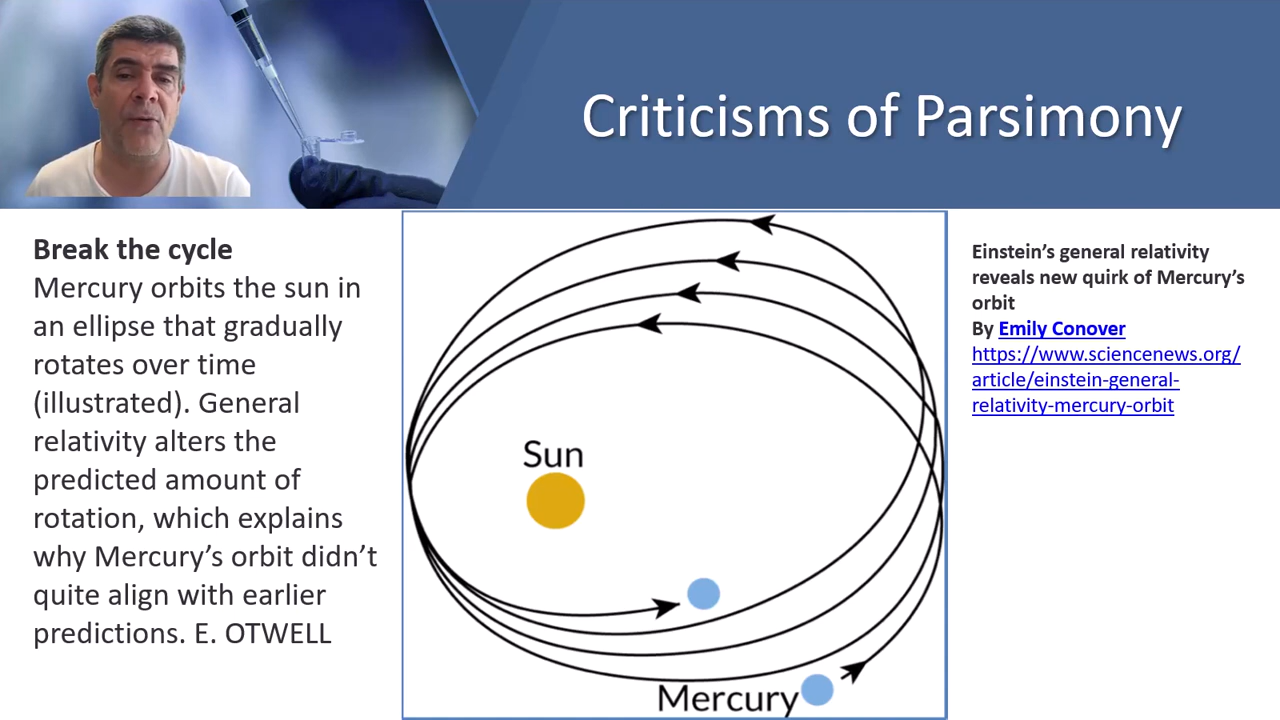 Criticisms of Parsimony
Break the cycle
Mercury orbits the sun in
an ellipse that gradually
rotates over time
(illustrated). General
relativity alters the
predicted amount of
rotation, which explains
why Mercury’s orbit didn’t
quite align with earlier
predictions. E. OTWELL
Sun
Mercury
Einstein’s general relativity
reveals new quirk of Mercury’s
orbit
By Emily Conover
https://www.sciencenews.org/
article/einstein-general-
relativity-mercury-orbit